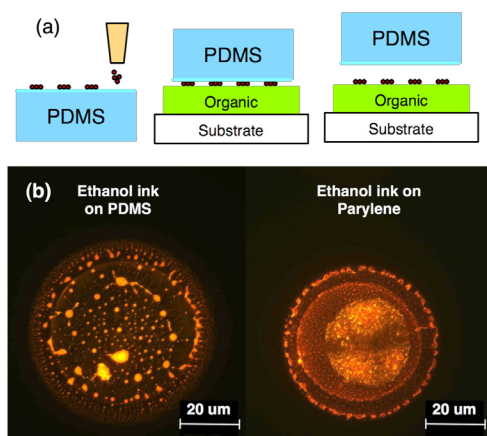 (a)
PDMS
PDMS
Organic
Substrate
PDMS
Organic
Substrate
(b)
Ethanol ink
on PDMS
20 um
Ethanol ink on
Parylene
20 um